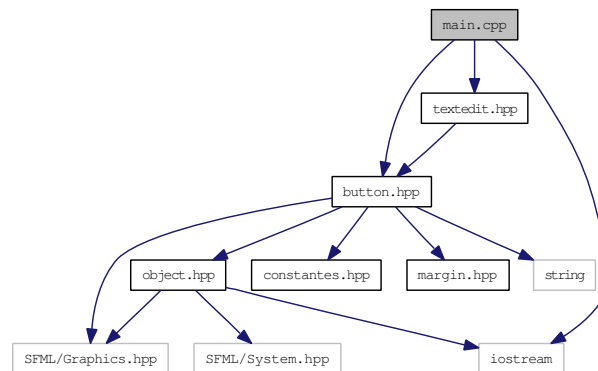 main.cpp
textedit.hpp
button.hpp
object.hpp
constantes.hpp
margin.hpp
string
SFML/Graphics.hpp
SFML/System.hpp
iostream